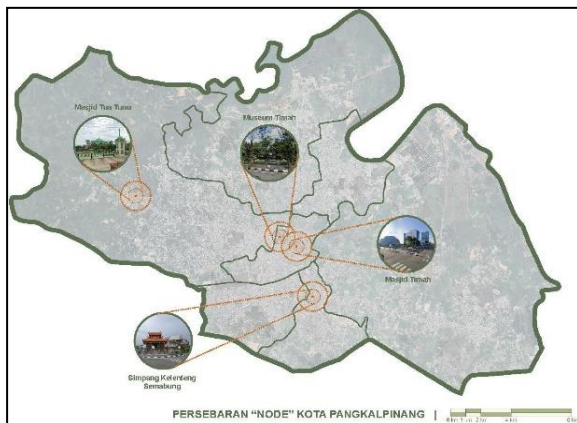 Masjid Tua Tunu
Museum Timah
Masjid Timah
Simpang Kelenteng
Semabung
PERSEBARAN “NODE” KOTA PANGKALPINANG |